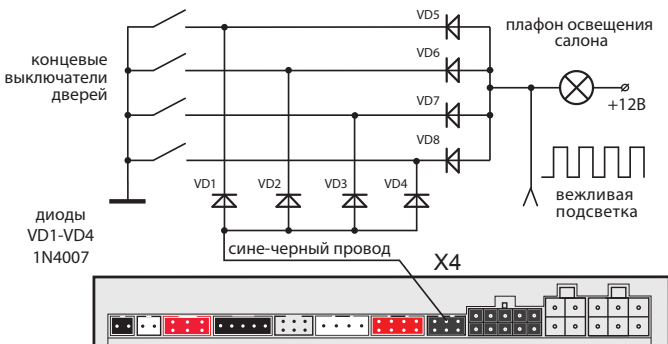 VD5
плафон освещения
салона
концевые
выключатели
дверей
VD6
VD7
+12В
VD8
VD1
VD2
VD3
VD4
вежливая
подсветка
диоды
VD1-VD4
1N4007
сине-черный провод
X4